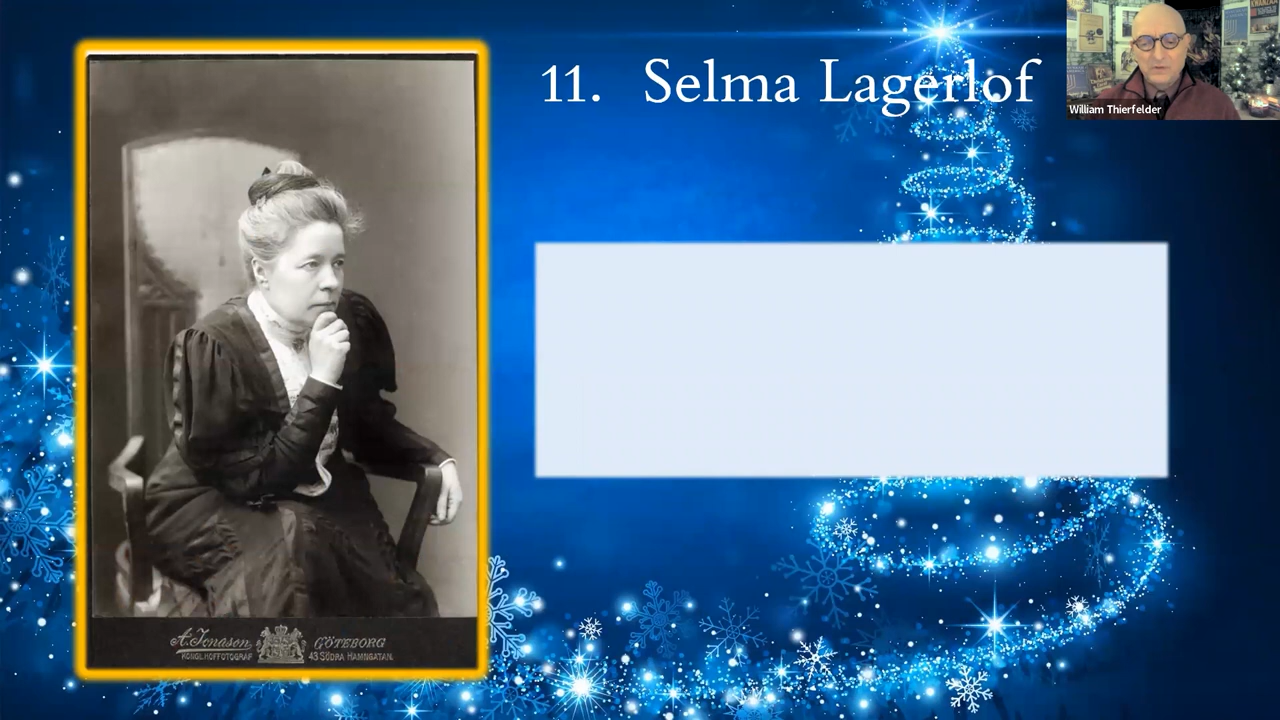 11. Selma Lagerlof
William Thierfelder
A. Jonason
GÖTEBORG
KONGL. HOFFOTOGRAF
43 SÖDRA HAMNGATAN.